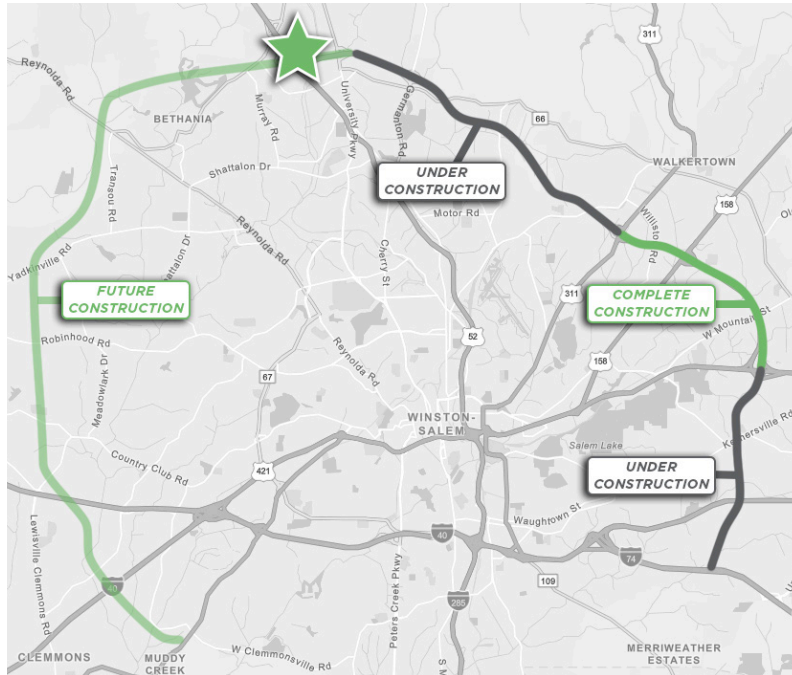 311
Reynolda Rd
BETHANIA
Murray Rd
University Pkwy
Germanton Rd
66
UNDER
CONSTRUCTION
WALKERTOWN
Shattalon Dr
Transou Rd
Motor Rd
158
Williston Rd
Reynolda Rd
Cherry St
Yadkinville Rd
FUTURE
CONSTRUCTION
311
COMPLETE
CONSTRUCTION
W Mountain St
Robinhood Rd
52
Reynolda Rd
158
Meadowlark Dr
67
WINSTON-
SALEM
Salem Lake
Country Club Rd
421
UNDER
CONSTRUCTION
Waughtown St
Lewisville Clemmons Rd
40
74
40
109
Peters Creek Pkwy
285
W Clemmonsville Rd
CLEMMONS
MUDDY
CREEK
MERRIWEATHER
ESTATES